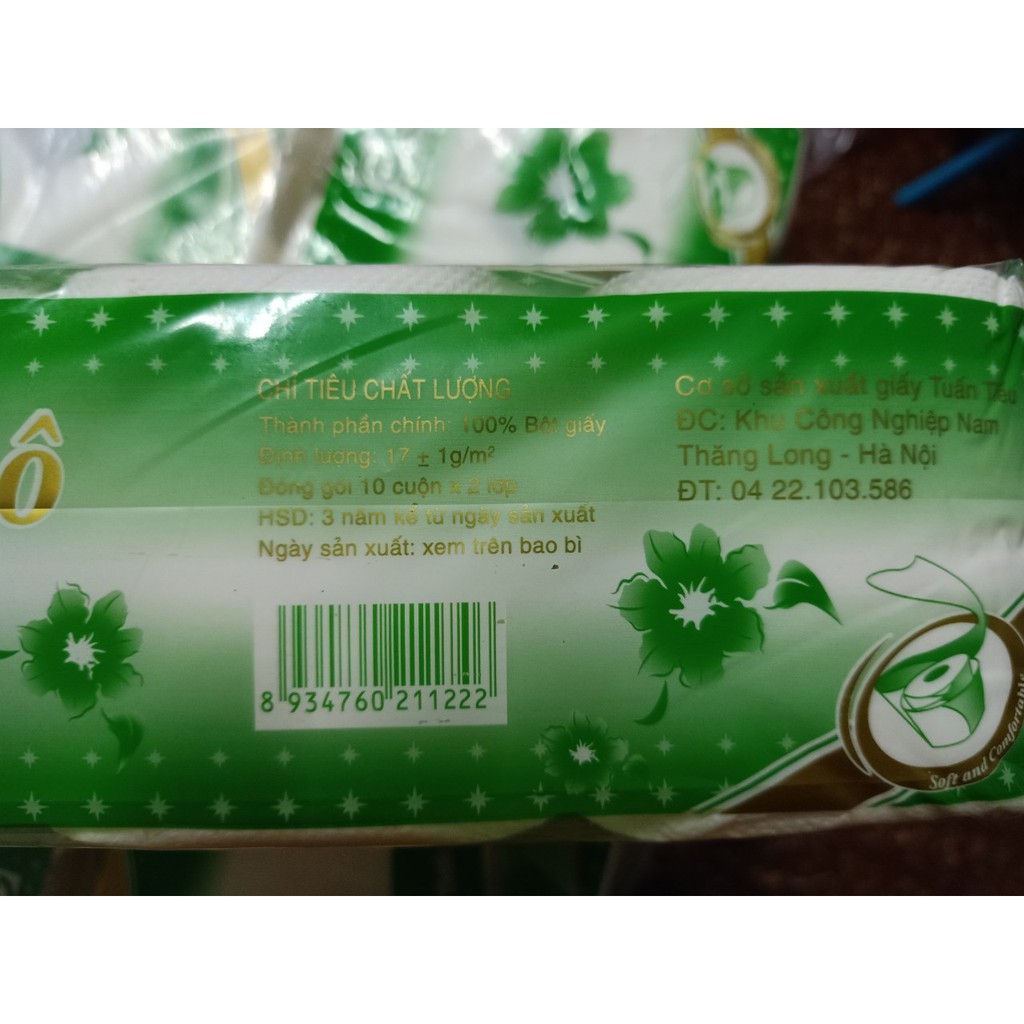 Ô
CHỈ TIÊU CHẤT LƯỢNG
Thành phần chính: 100% Bột giấy
Định lượng: 17 ± 1g/m²
Đóng gói 10 cuộn x 2 lớp
HSD: 3 năm kể từ ngày sản xuất
Ngày sản xuất: xem trên bao bì
8 934760 211222
Cơ sở sản xuất giấy Tuấn Tiêu
ĐC: Khu Công Nghiệp Nam
Thăng Long - Hà Nội
ĐT: 04 22.103.586
Soft and Comfortable